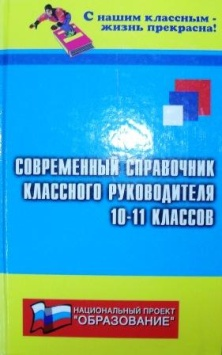 С нашим классным -
жизнь прекрасна!
СОВРЕМЕННЫЙ СПРАВОЧНИК
КЛАССНОГО РУКОВОДИТЕЛЯ
10-11 КЛАССОВ
НАЦИОНАЛЬНЫЙ ПРОЕКТ
"ОБРАЗОВАНИЕ"